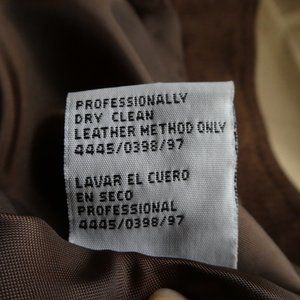 PROFESSIONALLY
DRY CLEAN
LEATHER METHOD ONLY
4445/0398/97
LAVAR EL CUERO
EN SECO
PROFESSIONAL
4445/0398/97